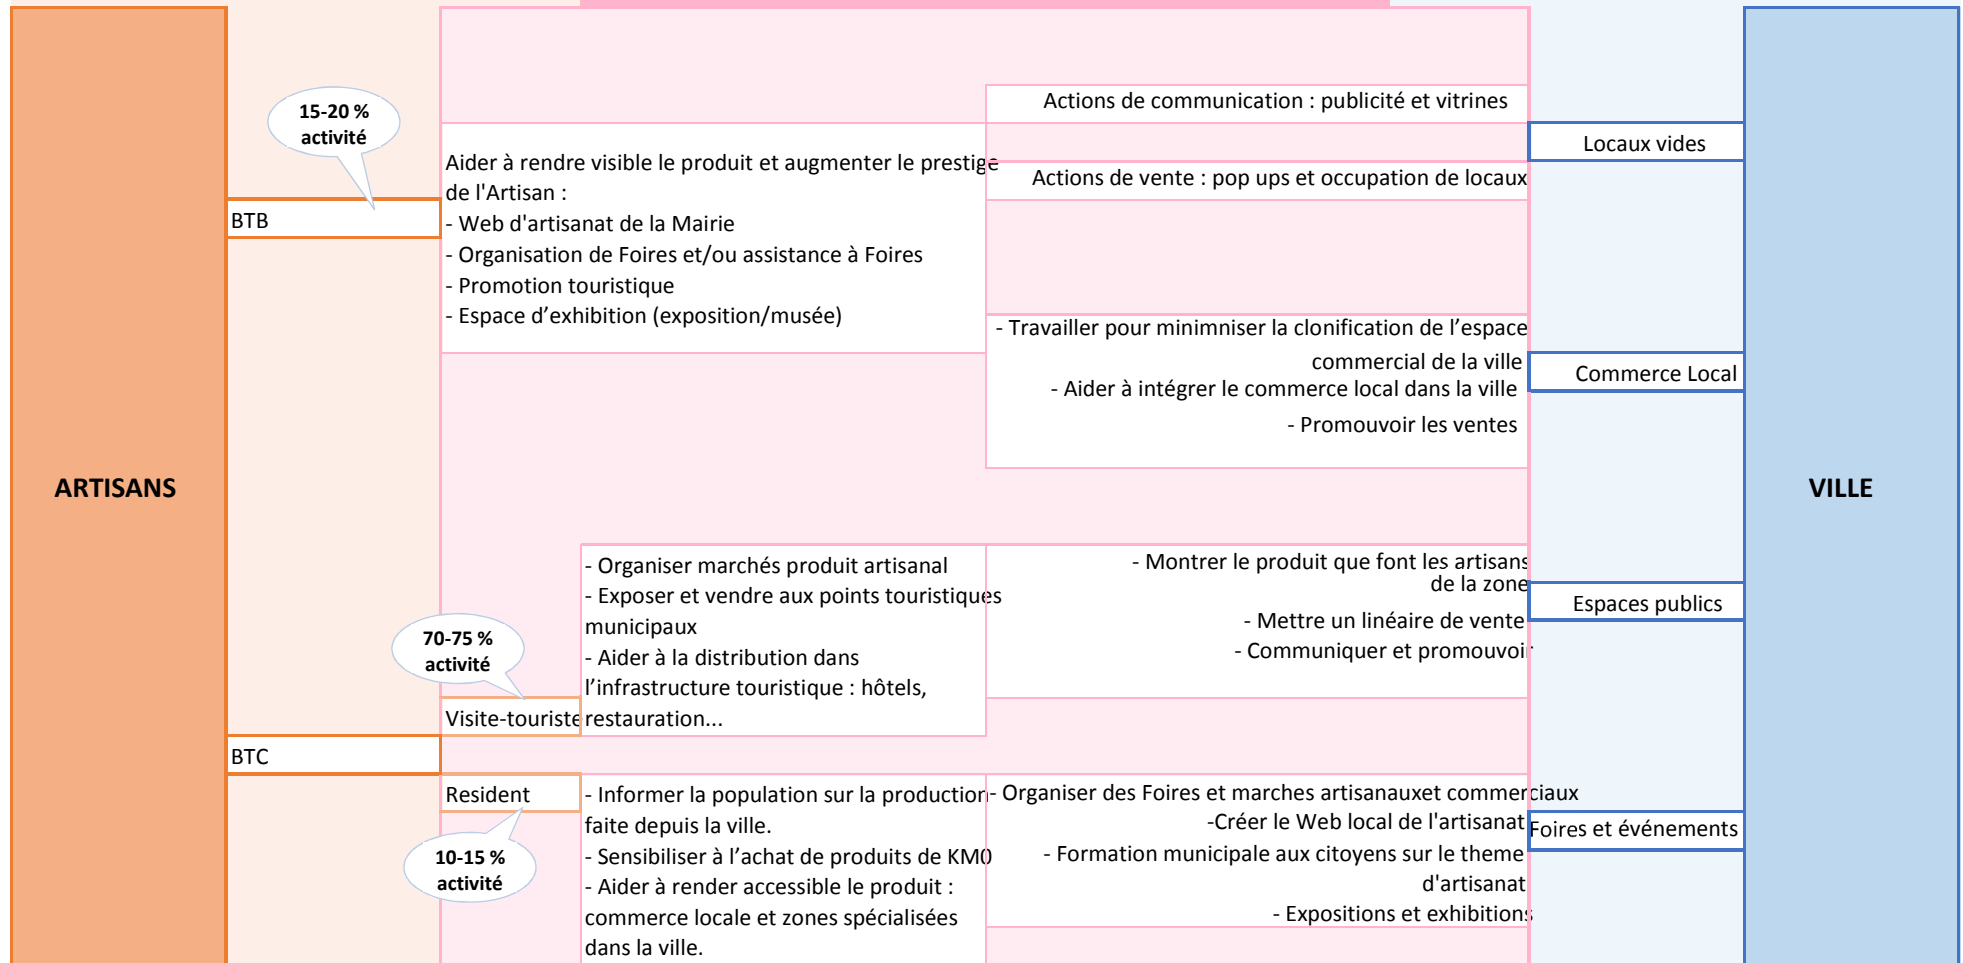 ARTISANS
15-20 %
activité
BTB
Aider à rendre visible le produit et augmenter le prestige
de l'Artisan :
- Web d'artisanat de la Mairie
- Organisation de Foires et/ou assistance à Foires
- Promotion touristique
- Espace d’exhibition (exposition/musée)
Actions de communication : publicité et vitrines
Actions de vente : pop ups et occupation de locaux
Locaux vides
- Travailler pour minimniser la clonification de l’espace
commercial de la ville
- Aider à intégrer le commerce local dans la ville
- Promouvoir les ventes
Commerce Local
VILLE
70-75 %
activité
Visite-touriste
BTC
- Organiser marchés produit artisanal
- Exposer et vendre aux points touristiques
municipaux
- Aider à la distribution dans
l’infrastructure touristique : hôtels,
restauration...
- Montrer le produit que font les artisans
de la zone
- Mettre un linéaire de vente
- Communiquer et promouvoir
Espaces publics
Resident
10-15 %
activité
- Informer la population sur la production
faite depuis la ville.
- Sensibiliser à l’achat de produits de KM0
- Aider à render accessible le produit :
commerce locale et zones spécialisées
dans la ville.
- Organiser des Foires et marches artisanauxet commerciaux
-Créer le Web local de l'artisanat
- Formation municipale aux citoyens sur le theme
d'artisanat
- Expositions et exhibitions
Foires et événements